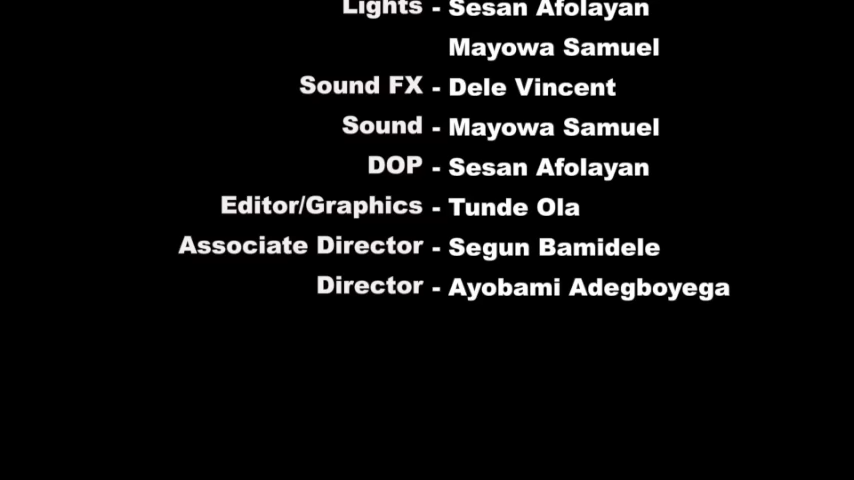 Lights - Sesan Afolayan
Mayowa Samuel
Sound FX - Dele Vincent
Sound - Mayowa Samuel
DOP - Sesan Afolayan
Editor/Graphics - Tunde Ola
Associate Director - Segun Bamidele
Director - Ayobami Adegboyega